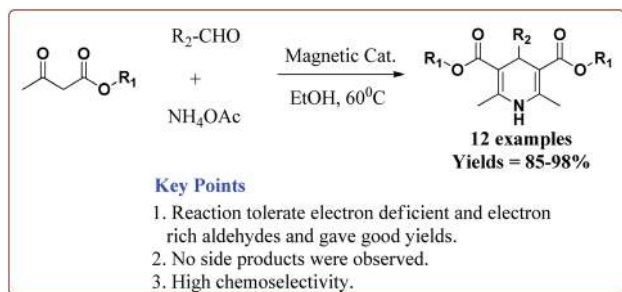 R₂-CHO
+
NH₄OAc
O
O
O
R₁
Magnetic Cat.
EtOH, 60⁰C
R₁
O
O
R₂
O
O
R₁
N
H
12 examples
Yields = 85-98%
Key Points
1. Reaction tolerate electron deficient and electron
rich aldehydes and gave good yields.
2. No side products were observed.
3. High chemoselectivity.